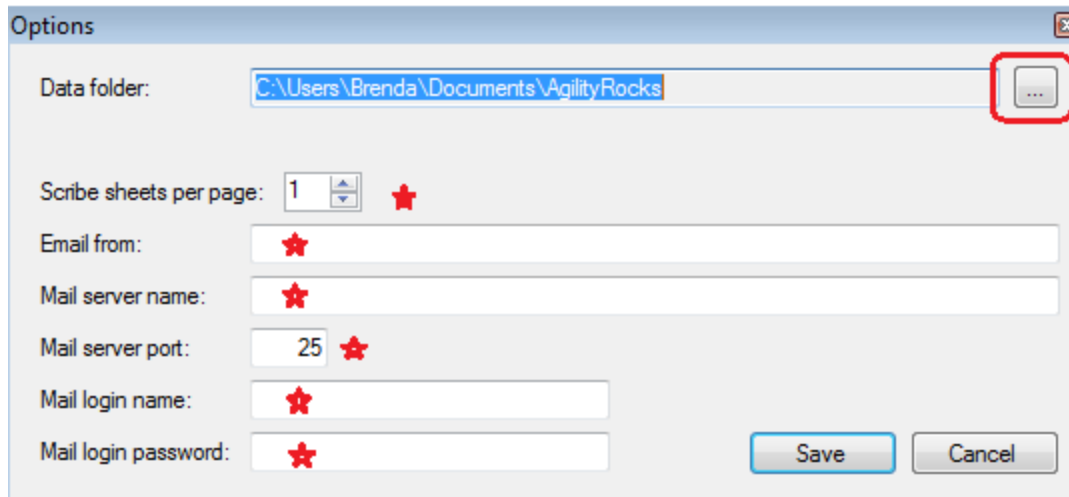 Options
Data folder: C:\Users\Brenda\Documents\AgilityRocks ...
Scribe sheets per page: 1
Email from:
Mail server name:
Mail server port: 25
Mail login name:
Mail login password: Save Cancel